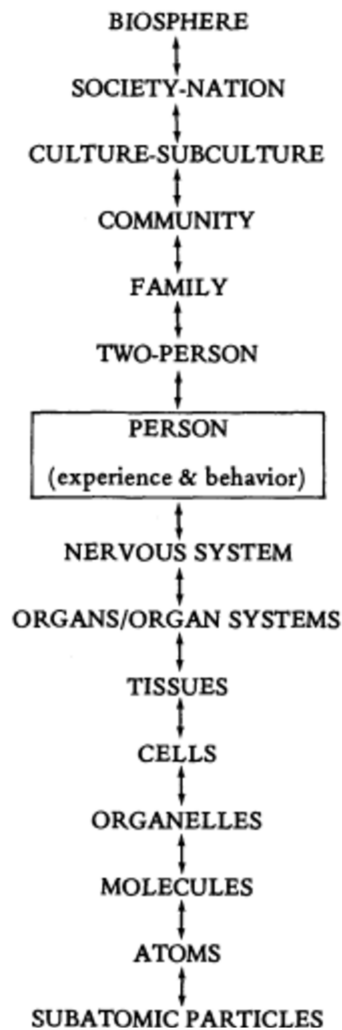 BIOSPHERE
SOCIETY-NATION
CULTURE-SUBCULTURE
COMMUNITY
FAMILY
TWO-PERSON
PERSON
(experience & behavior)
NERVOUS SYSTEM
ORGANS/ORGAN SYSTEMS
TISSUES
CELLS
ORGANELLES
MOLECULES
ATOMS
SUBATOMIC PARTICLES